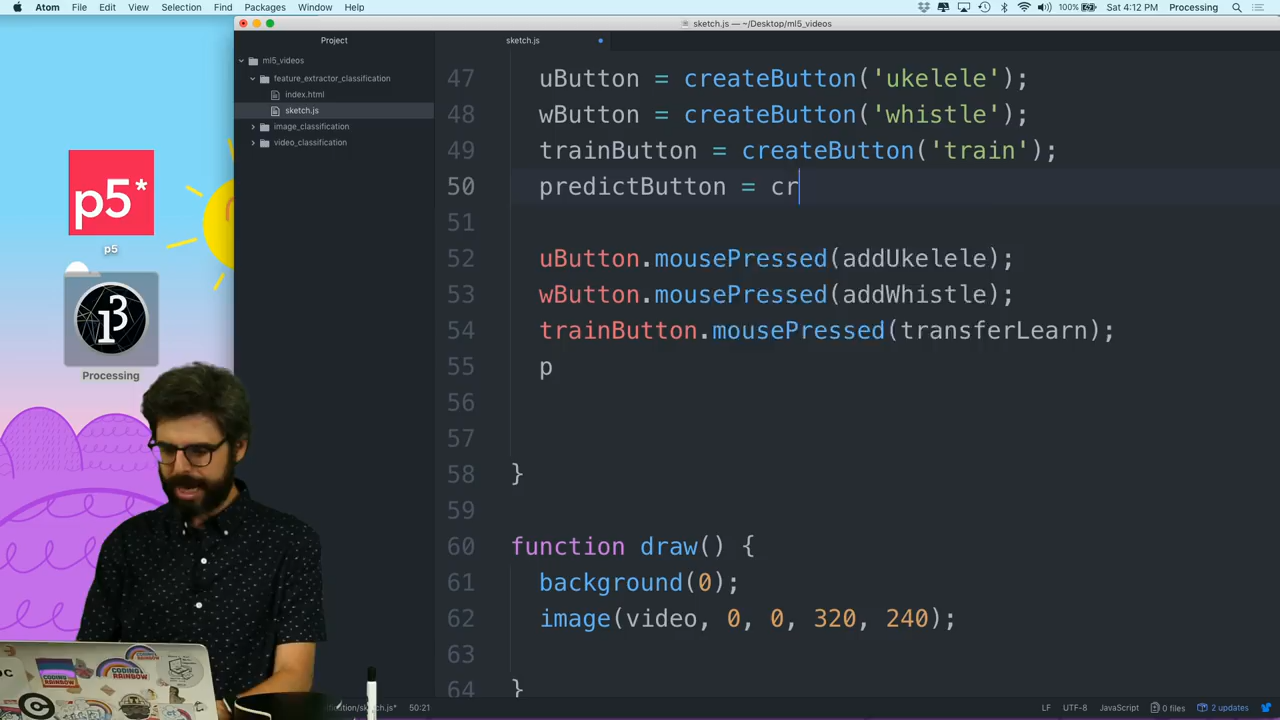 Atom File Edit View Selection Find Packages Window Help
100% Sat 4:12 PM Processing
sketch.js — ~/Desktop/ml5_videos
Project
sketch.js
ml5_videos
feature_extractor_classification
index.html
sketch.js
image_classification
video_classification
47 uButton = createButton('ukelele');
48 wButton = createButton('whistle');
49 trainButton = createButton('train');
50 predictButton = cr
51
52 uButton.mousePressed(addUkelele);
53 wButton.mousePressed(addWhistle);
54 trainButton.mousePressed(transferLearn);
55 p
56
57
58 }
59
60 function draw() {
61 background(0);
62 image(video, 0, 0, 320, 240);
63
64 }
p5*
p5
Processing
CODING
RAINBOW
50:21
LF UTF-8 JavaScript 0 files 2 updates